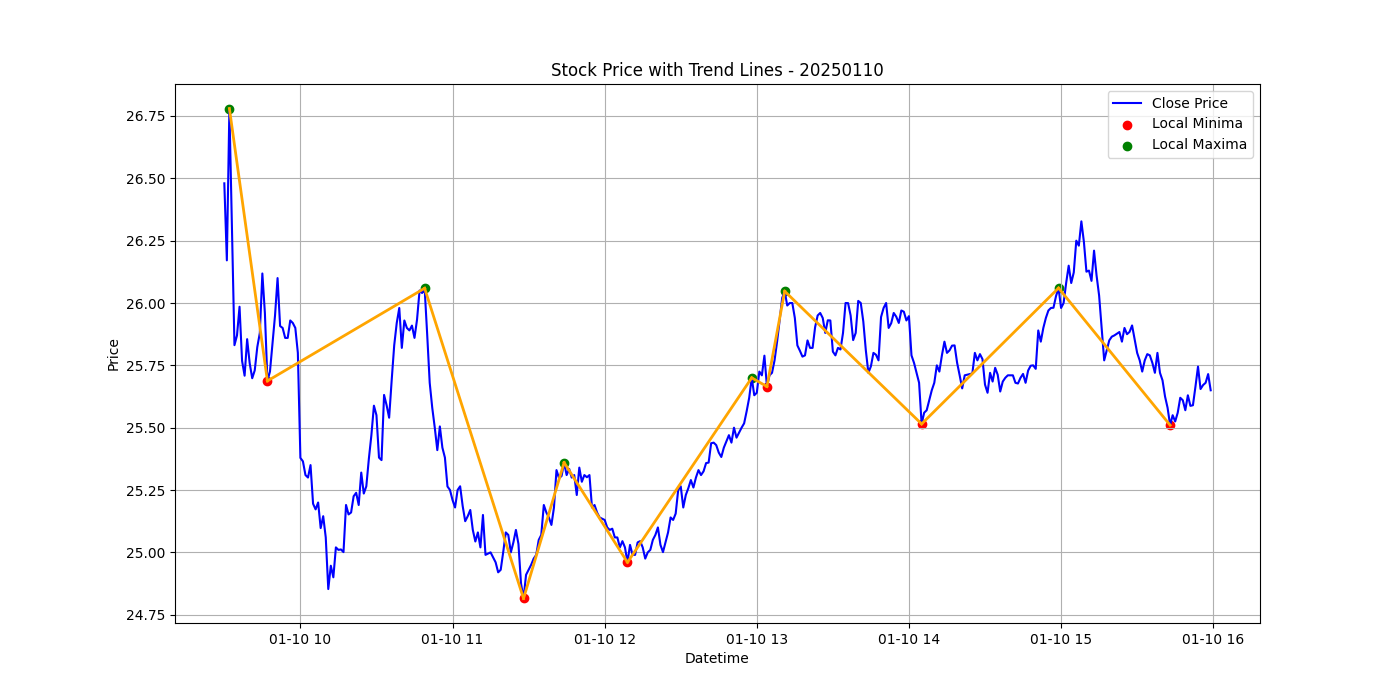 Stock Price with Trend Lines - 20250110
Close Price
Local Minima
Local Maxima
Price
26.75
26.50
26.25
26.00
25.75
25.50
25.25
25.00
24.75
01-10 10
01-10 11
01-10 12
01-10 13
01-10 14
01-10 15
01-10 16
Datetime